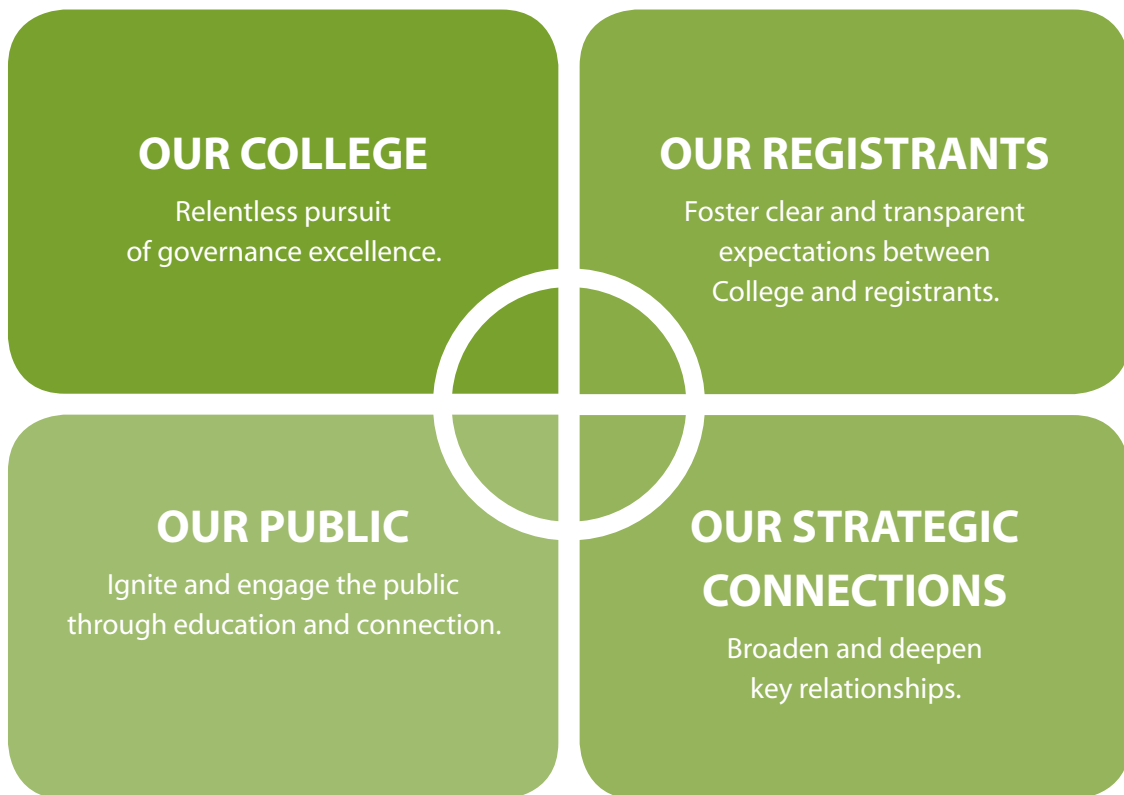 OUR COLLEGE
Relentless pursuit
of governance excellence.
OUR REGISTRANTS
Foster clear and transparent
expectations between
College and registrants.
OUR PUBLIC
Ignite and engage the public
through education and connection.
OUR STRATEGIC
CONNECTIONS
Broaden and deepen
key relationships.